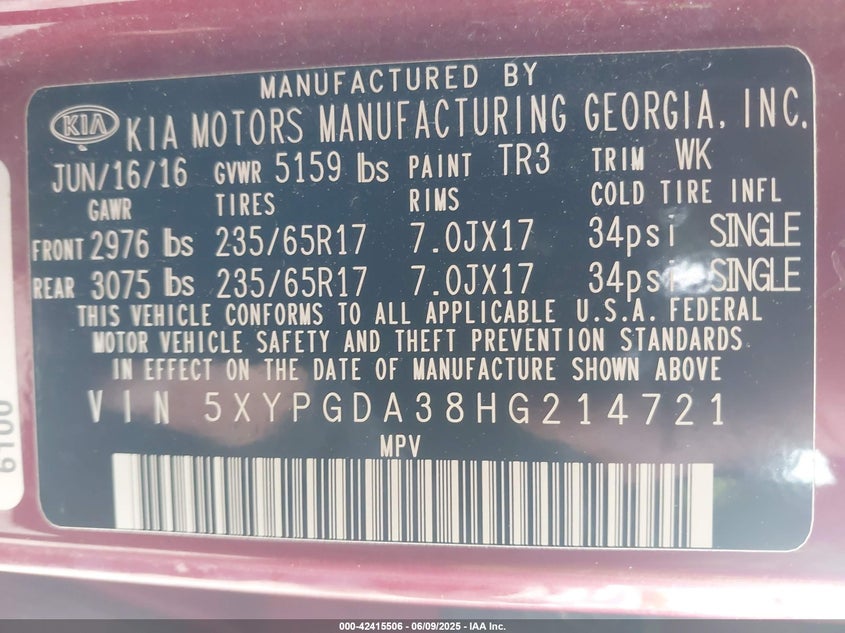 MANUFACTURED BY
KIA KIA MOTORS MANUFACTURING GEORGIA, INC.
JUN/16/16 GVWR 5159 lbs PAINT TR3 TRIM WK
GAWR TIRES RIMS COLD TIRE INFL
FRONT 2976 lbs 235/65R17 7.0JX17 34psi SINGLE
REAR 3075 lbs 235/65R17 7.0JX17 34psi SINGLE
THIS VEHICLE CONFORMS TO ALL APPLICABLE U.S.A. FEDERAL
MOTOR VEHICLE SAFETY AND THEFT PREVENTION STANDARDS
IN EFFECT ON THE DATE OF MANUFACTURE SHOWN ABOVE
VIN 5XYPGDA38HG214721
MPV
6100
000-42415506 - 06/09/2025 - IAA Inc.